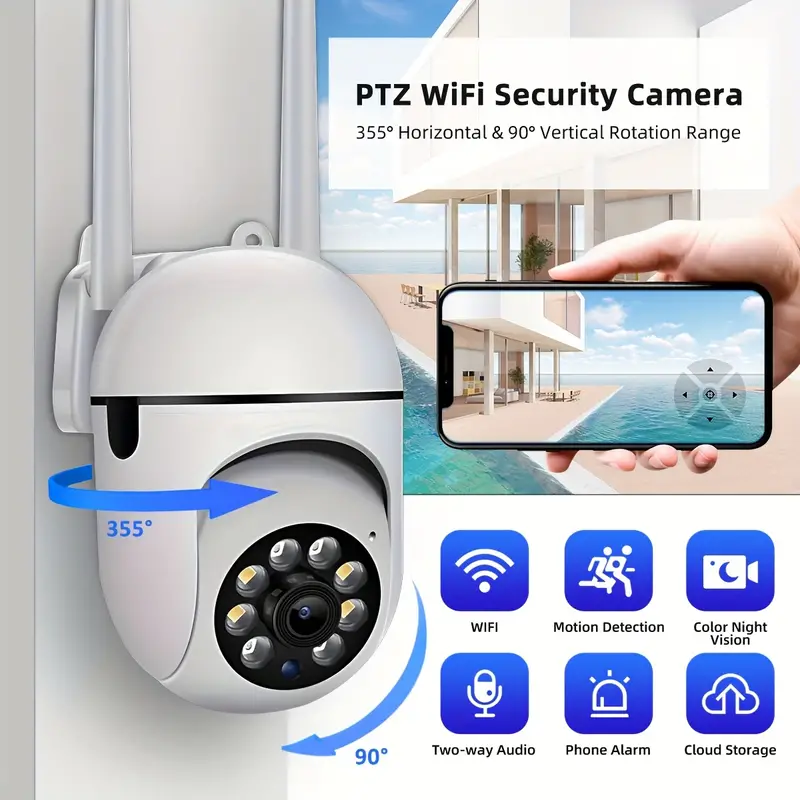 PTZ WiFi Security Camera
355° Horizontal & 90° Vertical Rotation Range
355°
90°
WIFI
Motion Detection
Color Night
Vision
Two-way Audio
Phone Alarm
Cloud Storage